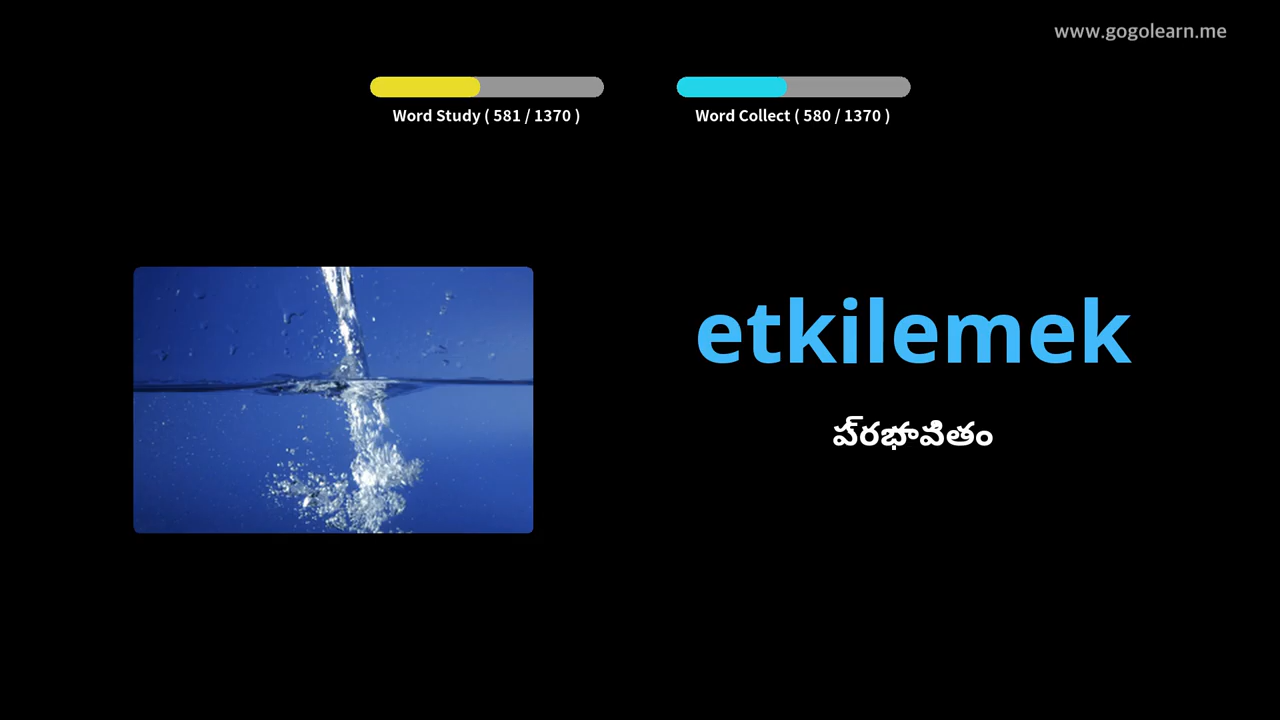 www.gogolearn.me
Word Study ( 581 / 1370 )
Word Collect ( 580 / 1370 )
etkilemek
ప్రభావితం